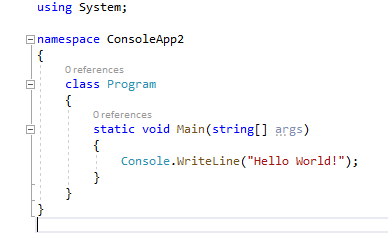 using System;
namespace ConsoleApp2
{
0 references
class Program
{
0 references
static void Main(string[] args)
{
Console.WriteLine("Hello World!");
}
}
}